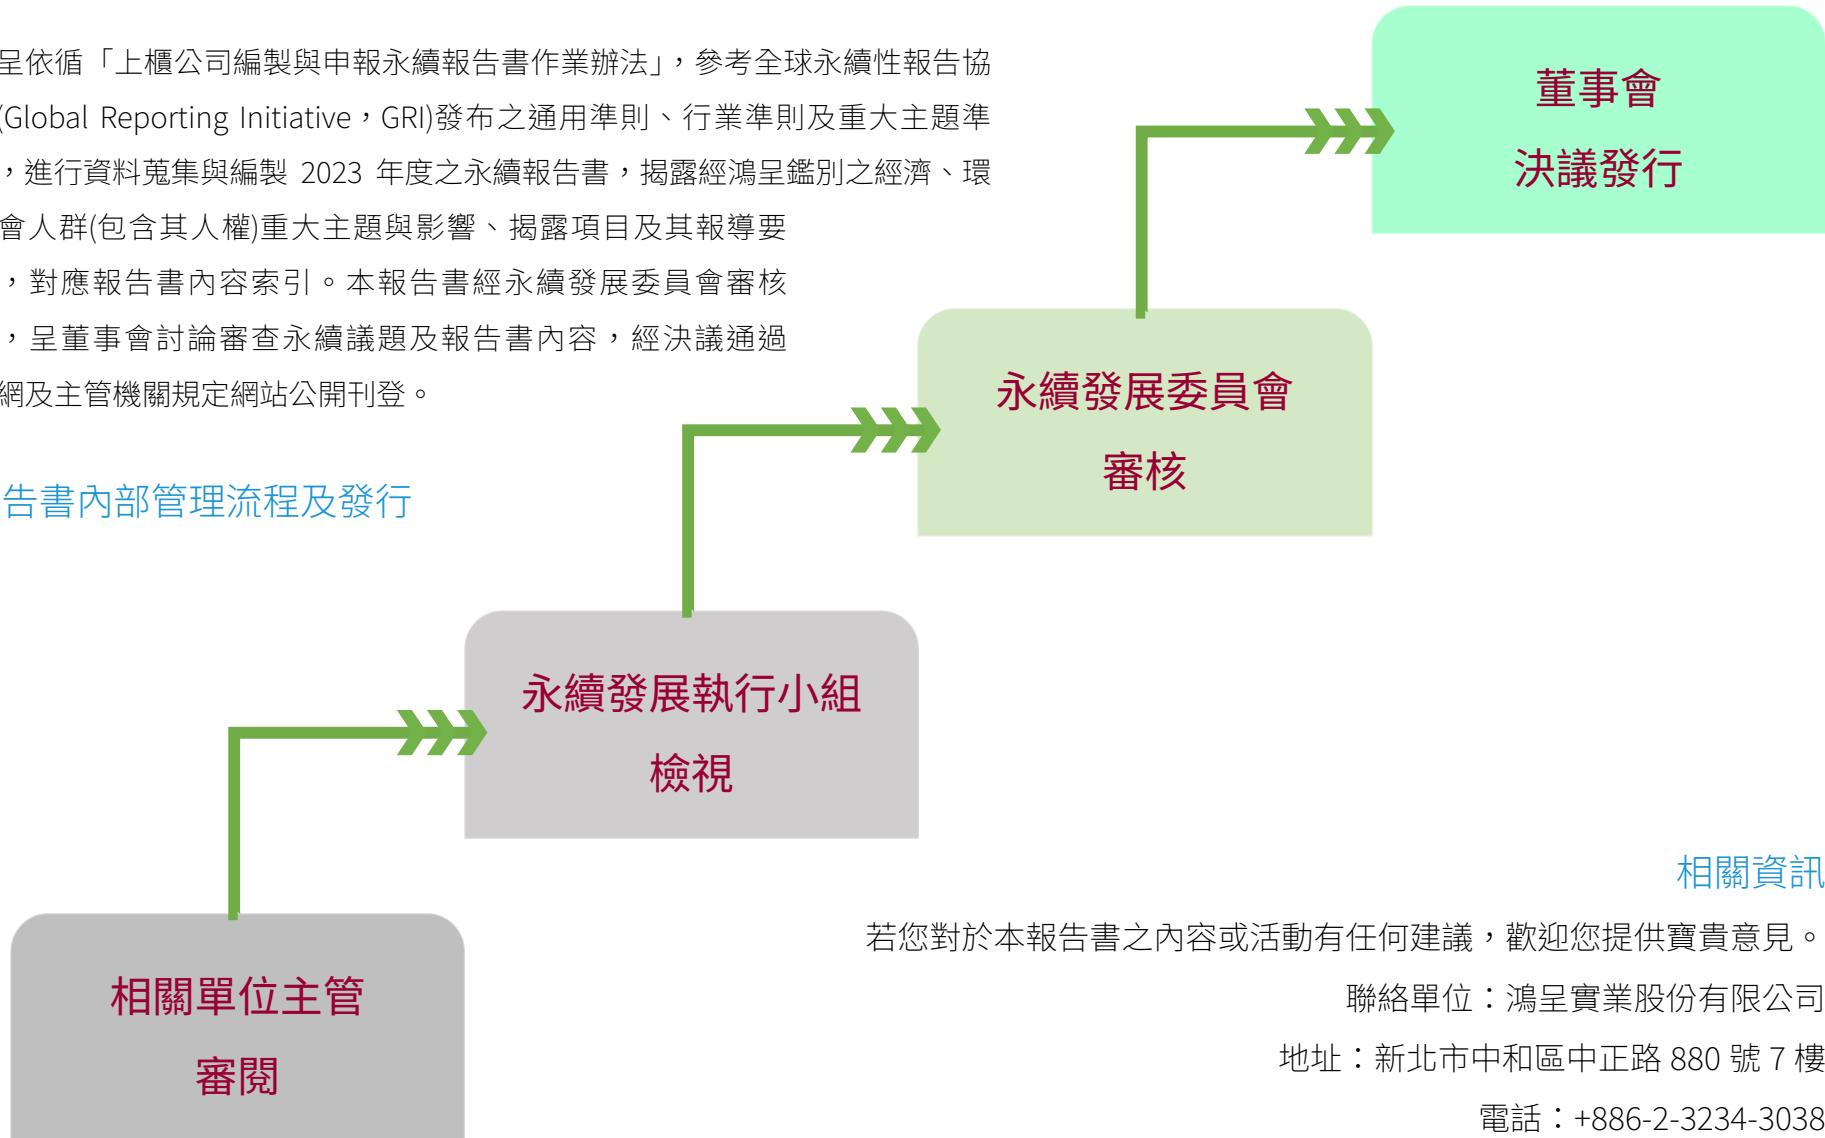 呈依循「上櫃公司編製與申報永續報告書作業辦法」，參考全球永續性報告協
(Global Reporting Initiative，GRI)發布之通用準則、行業準則及重大主題準
，進行資料蒐集與編製 2023 年度之永續報告書，揭露經鴻呈鑑別之經濟、環
會人群(包含其人權)重大主題與影響、揭露項目及其報導要
，對應報告書內容索引。本報告書經永續發展委員會審核
，呈董事會討論審查永續議題及報告書內容，經決議通過
網及主管機關規定網站公開刊登。
告書內部管理流程及發行
董事會
決議發行
永續發展委員會
審核
永續發展執行小組
檢視
相關單位主管
審閱
相關資訊
若您對於本報告書之內容或活動有任何建議，歡迎您提供寶貴意見。
聯絡單位：鴻呈實業股份有限公司
地址：新北市中和區中正路 880 號 7 樓
電話：+886-2-3234-3038